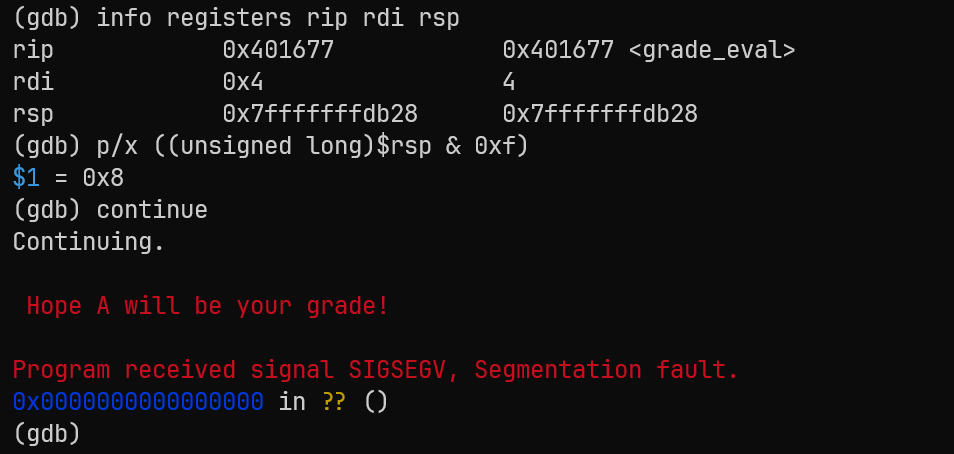 (gdb) info registers rip rdi rsp
rip            0x401677            0x401677 <grade_eval>
rdi            0x4                 4
rsp            0x7fffffffdb28      0x7fffffffdb28
(gdb) p/x ((unsigned long)$rsp & 0xf)
$1 = 0x8
(gdb) continue
Continuing.
 Hope A will be your grade!
Program received signal SIGSEGV, Segmentation fault.
0x0000000000000000 in ?? ()
(gdb)